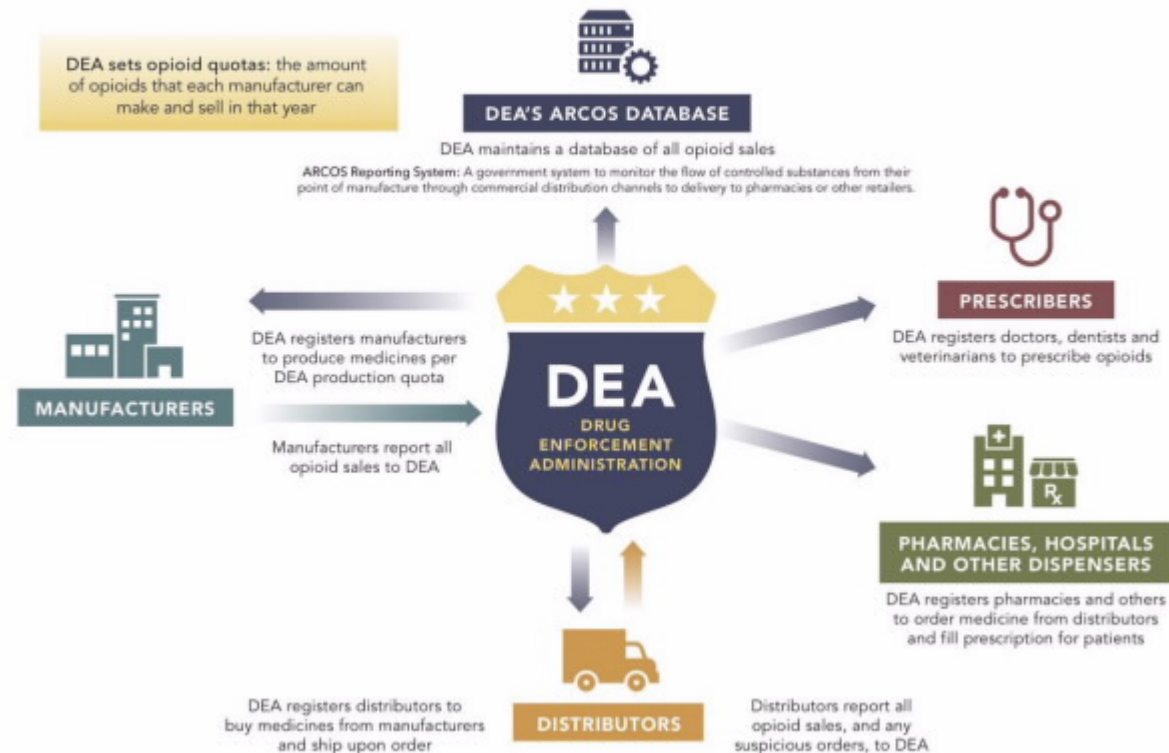 DEA sets opioid quotas: the amount
of opioids that each manufacturer can
make and sell in that year
DEA'S ARCOS DATABASE
DEA maintains a database of all opioid sales
ARCOS Reporting System: A government system to monitor the flow of controlled substances from their
point of manufacture through commercial distribution channels to delivery to pharmacies or other retailers.
PRESCRIBERS
DEA registers doctors, dentists and
veterinarians to prescribe opioids
DEA registers manufacturers
to produce medicines per
DEA production quota
MANUFACTURERS
Manufacturers report all
opioid sales to DEA
DEA
DRUG
ENFORCEMENT
ADMINISTRATION
Rx
PHARMACIES, HOSPITALS
AND OTHER DISPENSERS
DEA registers pharmacies and others
to order medicine from distributors
and fill prescription for patients
DEA registers distributors to
buy medicines from manufacturers
and ship upon order
DISTRIBUTORS
Distributors report all
opioid sales, and any
suspicious orders, to DEA